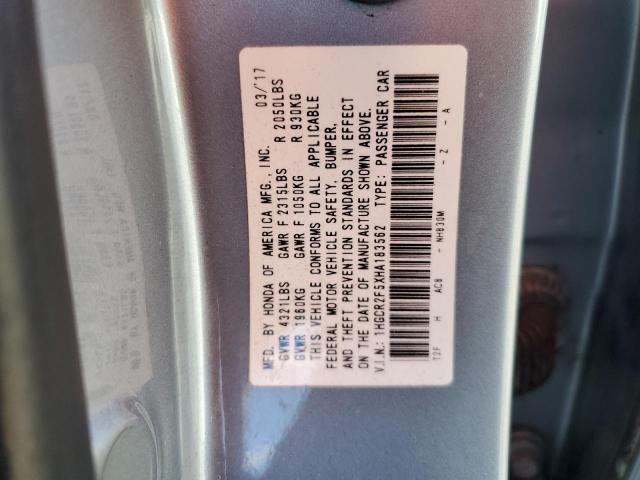 MFD. BY HONDA OF AMERICA MFG., INC. 03/'17
GVWR 4321LBS GAWR F 2315LBS R 2050LBS
GVWR 1960KG GAWR F 1050KG R 930KG
THIS VEHICLE CONFORMS TO ALL APPLICABLE
FEDERAL MOTOR VEHICLE SAFETY, BUMPER,
AND THEFT PREVENTION STANDARDS IN EFFECT
ON THE DATE OF MANUFACTURE SHOWN ABOVE.
V.I.N.: 1HGCR2F5XHA183562 TYPE: PASSENGER CAR
T2F H AC8 - NH830M - Z - A